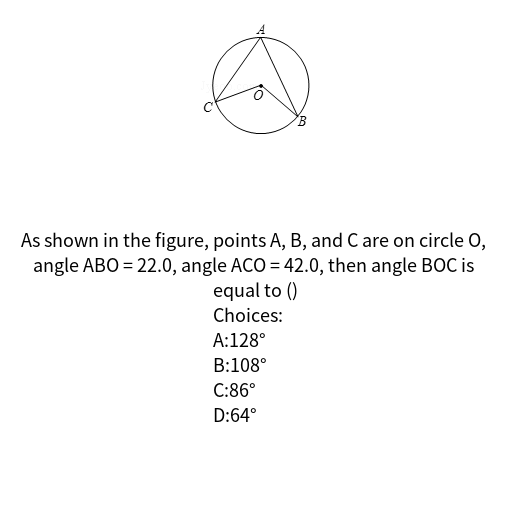 A
O
C
B
As shown in the figure, points A, B, and C are on circle O,
angle ABO = 22.0, angle ACO = 42.0, then angle BOC is
equal to ()
Choices:
A:128°
B:108°
C:86°
D:64°